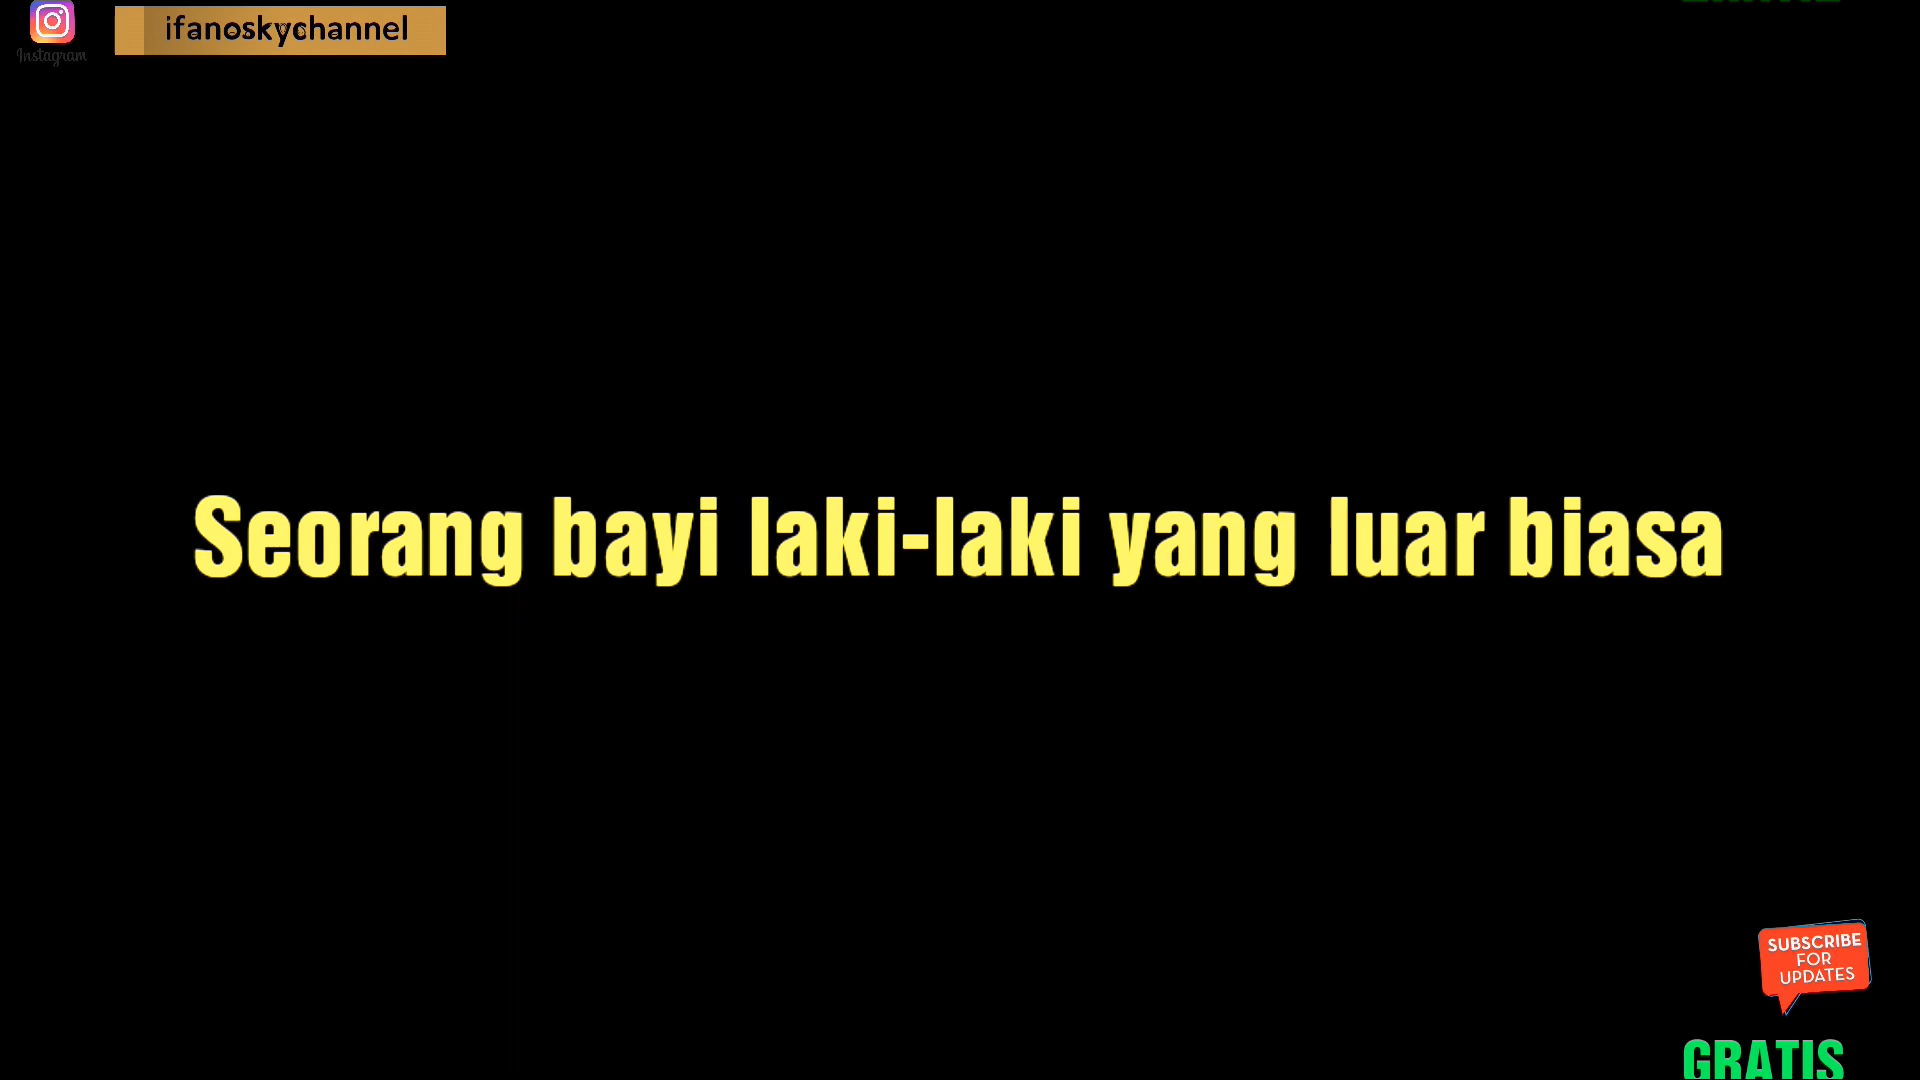 Instagram
ifanoskychannel
Seorang bayi laki-laki yang luar biasa
SUBSCRIBE
FOR
UPDATES
GRATIS